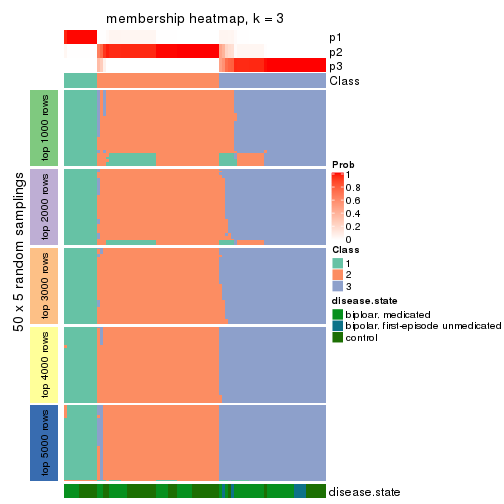 membership heatmap, k = 3
p1
p2
p3
Class
50 x 5 random samplings
top 1000 rows
top 2000 rows
top 3000 rows
top 4000 rows
top 5000 rows
Prob
1
0.8
0.6
0.4
0.2
0
Class
1
2
3
disease.state
biploar. medicated
bipolar. first-episode unmedicated
control
disease.state